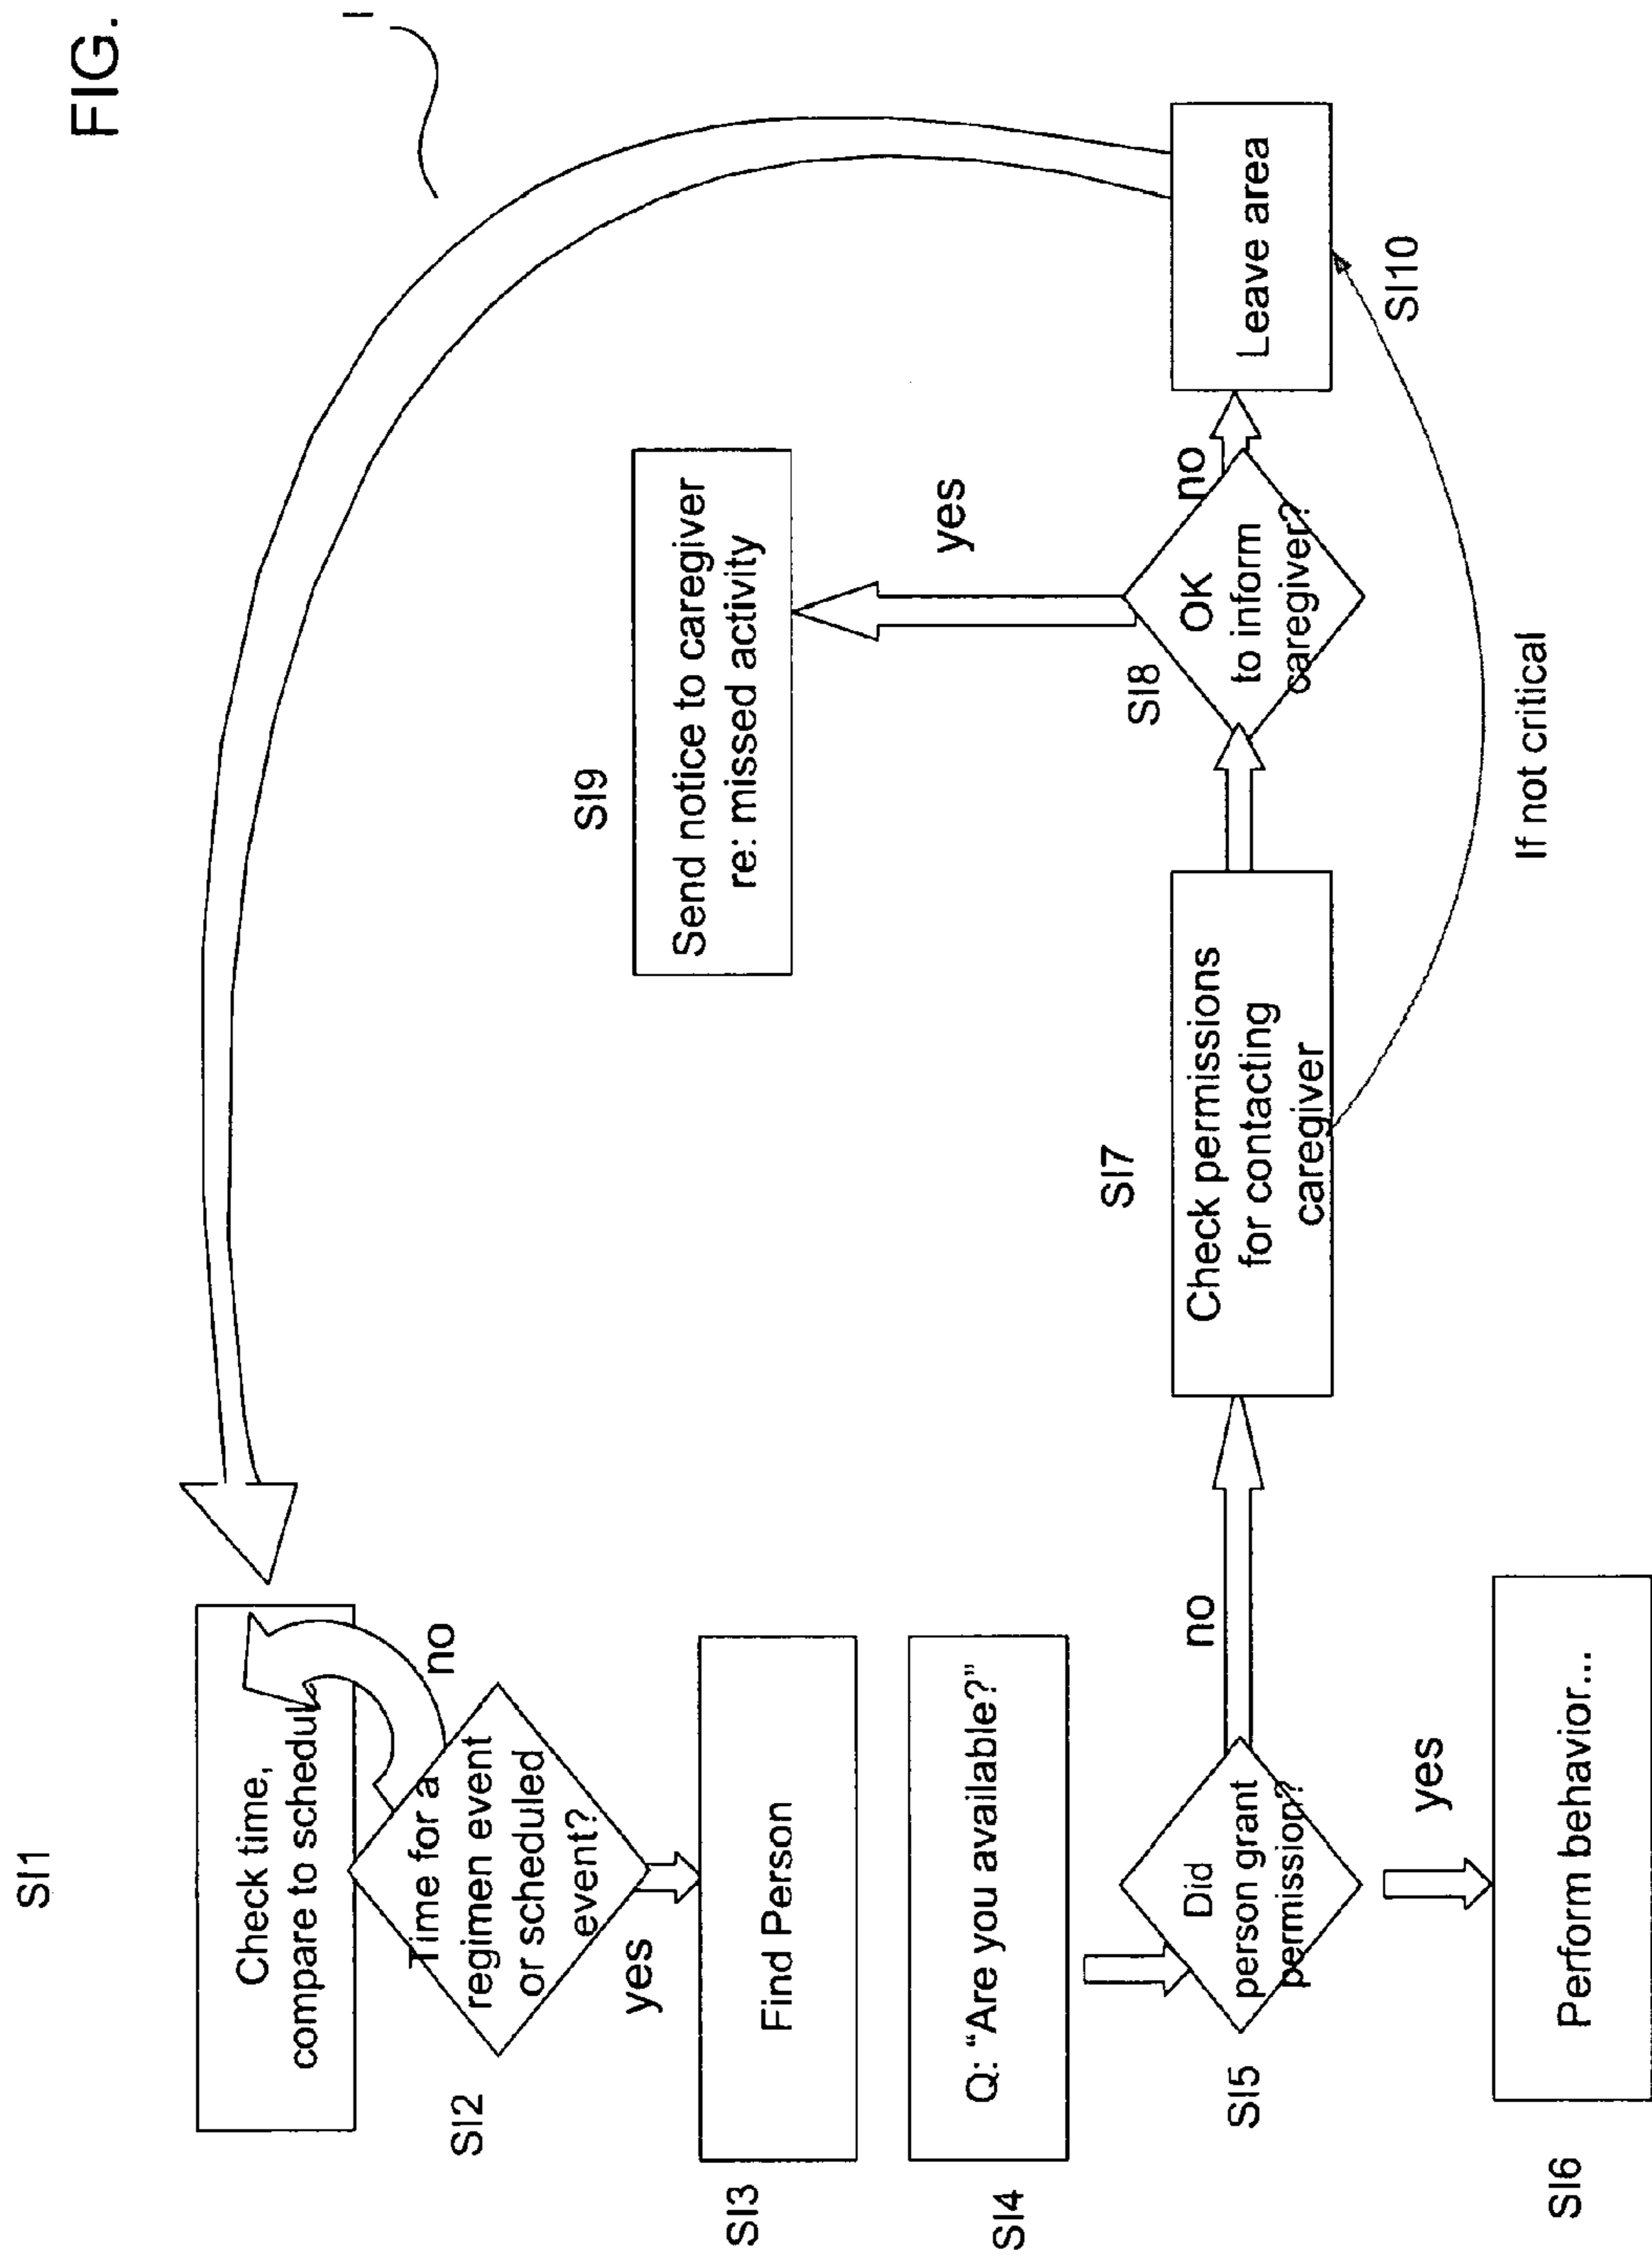 FIG.
SI1
Check time,
compare to schedule
SI2
Time for a
regimen event
or scheduled
event?
no
yes
SI3
Find Person
SI4
Q: “Are you available?”
SI5
Did
person grant
permission?
no
yes
SI6
Perform behavior...
SI7
Check permissions
for contacting
caregiver
If not critical
SI8
OK
to inform
caregiver?
yes
no
SI9
Send notice to caregiver
re: missed activity
Leave area
SI10